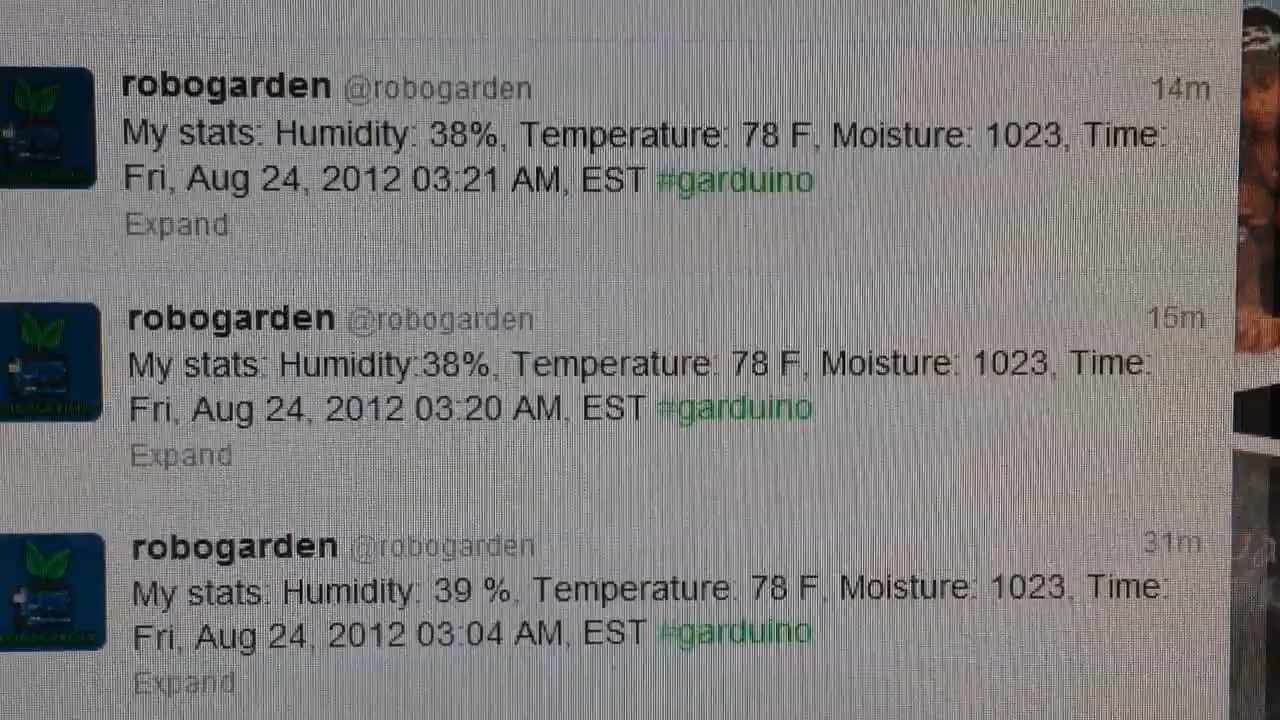 robogarden @robogarden 14m
My stats: Humidity: 38%, Temperature: 78 F, Moisture: 1023, Time:
Fri, Aug 24, 2012 03:21 AM, EST #garduino
Expand
robogarden @robogarden 15m
My stats: Humidity:38%, Temperature: 78 F, Moisture: 1023, Time:
Fri, Aug 24, 2012 03:20 AM, EST #garduino
Expand
robogarden @robogarden 31m
My stats: Humidity: 39 %, Temperature: 78 F, Moisture: 1023, Time:
Fri, Aug 24, 2012 03:04 AM, EST #garduino
Expand